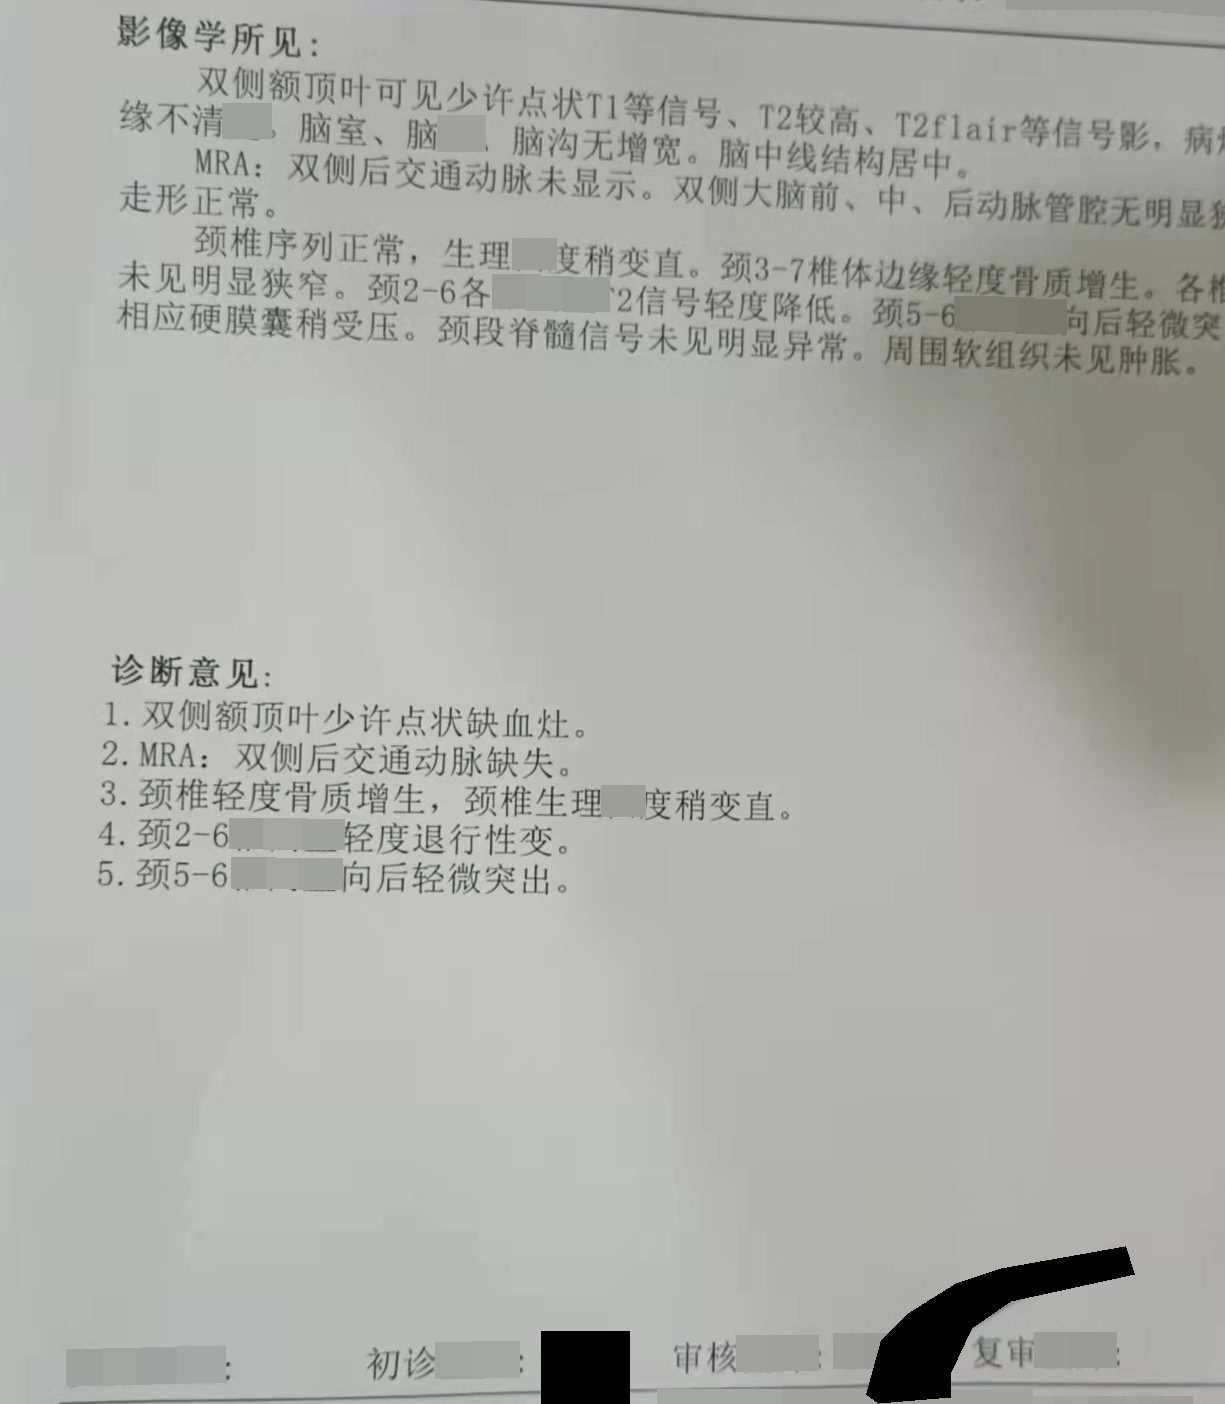 影像学所见:
双侧额顶叶可见少许点状T1等信号、T2较高、T2flair等信号影，病灶
缘不清。脑室、脑、脑沟无增宽。脑中线结构居中。
MRA：双侧后交通动脉未显示。双侧大脑前、中、后动脉管腔无明显
走形正常。
颈椎序列正常，生理度稍变直。颈3-7椎体边缘轻度骨质增生。各
未见明显狭窄。颈2-6各T2信号轻度降低。颈5-6向后轻微突
相应硬膜囊稍受压。颈段脊髓信号未见明显异常。周围软组织未见肿胀。
诊断意见:
1.双侧额顶叶少许点状缺血灶。
2.MRA：双侧后交通动脉缺失。
3.颈椎轻度骨质增生，颈椎生理度稍变直。
4.颈2-6轻度退行性变。
5.颈5-6向后轻微突出。
初诊: 审核: 复审: